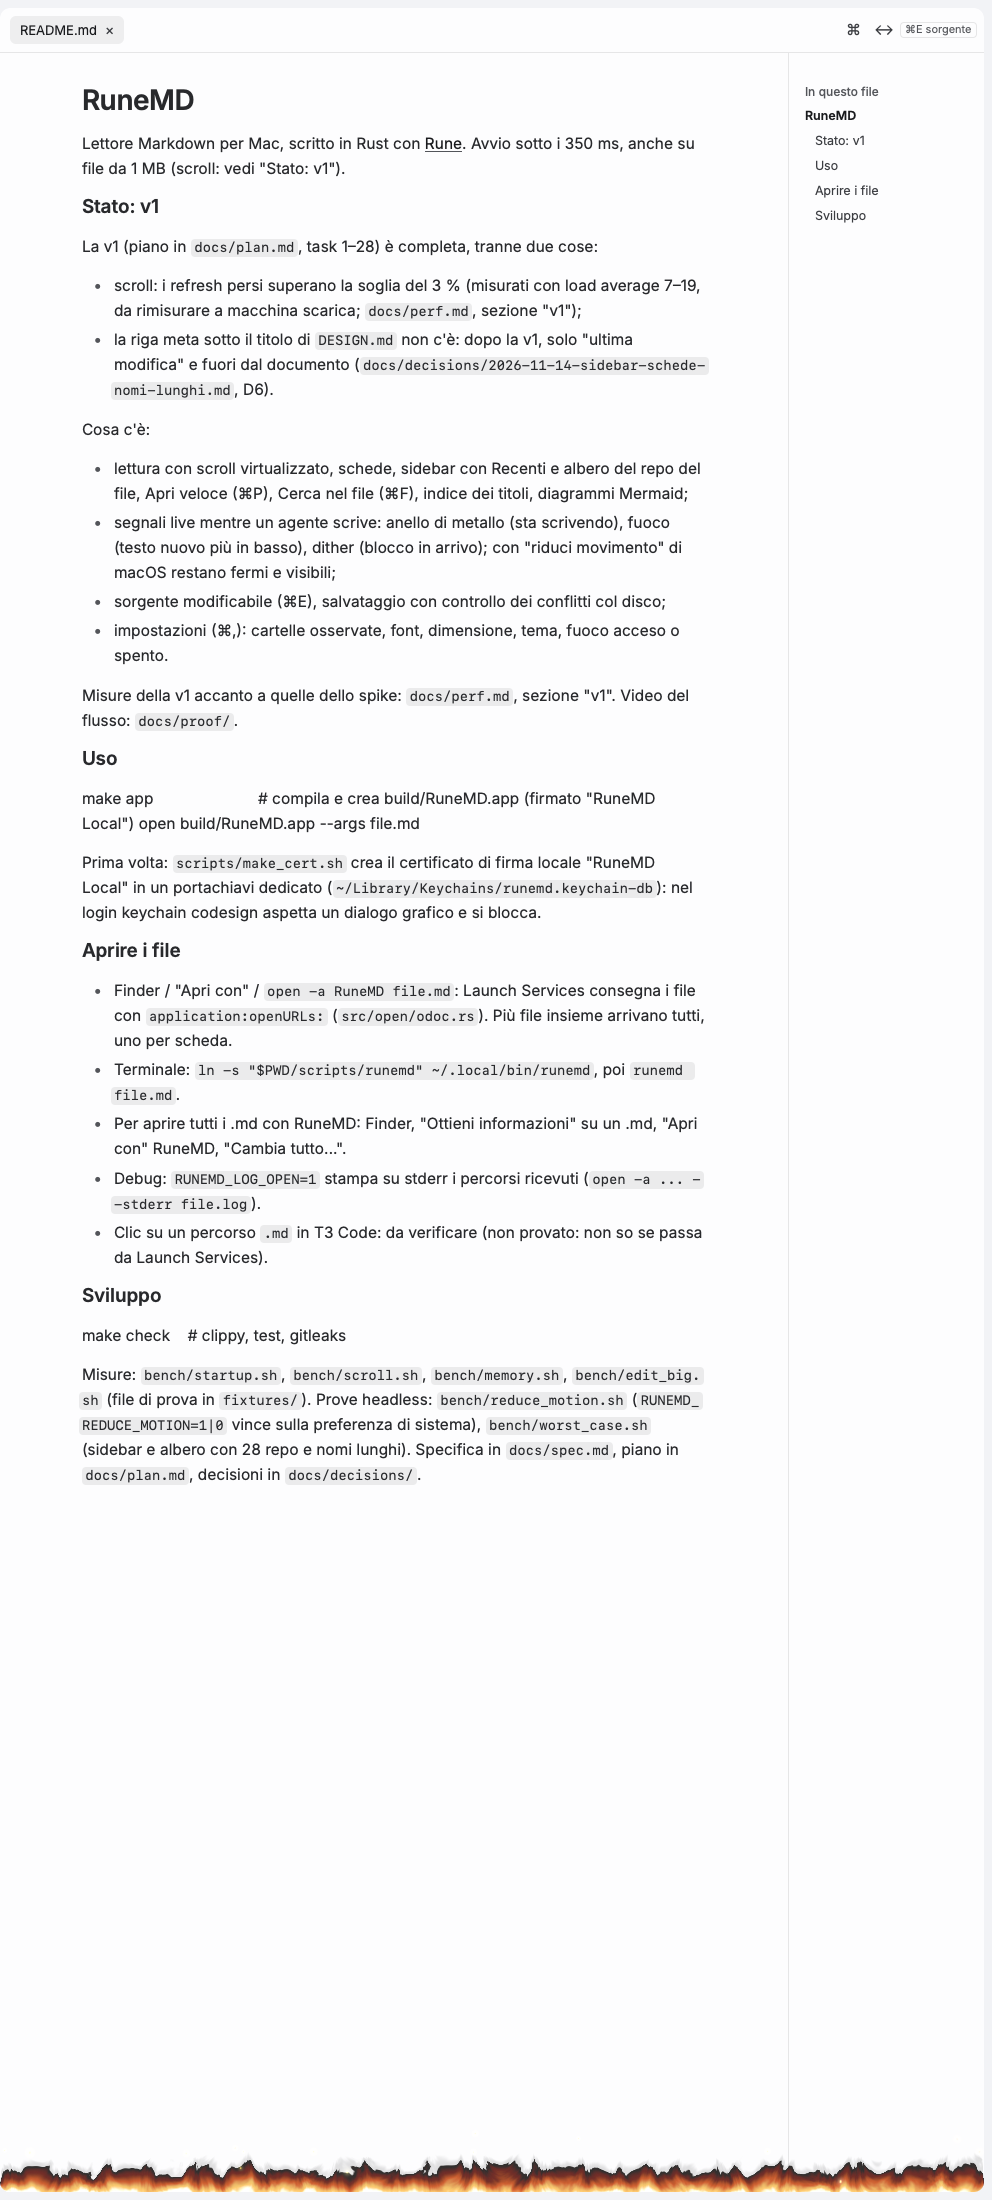 README.md ×
⌘ ↔ ⌘E sorgente
RuneMD
Lettore Markdown per Mac, scritto in Rust con Rune. Avvio sotto i 350 ms, anche su
file da 1 MB (scroll: vedi "Stato: v1").
Stato: v1
La v1 (piano in docs/plan.md, task 1–28) è completa, tranne due cose:
• scroll: i refresh persi superano la soglia del 3 % (misurati con load average 7–19,
da rimisurare a macchina scarica; docs/perf.md, sezione "v1");
• la riga meta sotto il titolo di DESIGN.md non c'è: dopo la v1, solo "ultima
modifica" e fuori dal documento (docs/decisions/2026-11-14-sidebar-schede-
nomi-lunghi.md, D6).
Cosa c'è:
• lettura con scroll virtualizzato, schede, sidebar con Recenti e albero del repo del
file, Apri veloce (⌘P), Cerca nel file (⌘F), indice dei titoli, diagrammi Mermaid;
• segnali live mentre un agente scrive: anello di metallo (sta scrivendo), fuoco
(testo nuovo più in basso), dither (blocco in arrivo); con "riduci movimento" di
macOS restano fermi e visibili;
• sorgente modificabile (⌘E), salvataggio con controllo dei conflitti col disco;
• impostazioni (⌘,): cartelle osservate, font, dimensione, tema, fuoco acceso o
spento.
Misure della v1 accanto a quelle dello spike: docs/perf.md, sezione "v1". Video del
flusso: docs/proof/.
Uso
make app # compila e crea build/RuneMD.app (firmato "RuneMD
Local") open build/RuneMD.app --args file.md
Prima volta: scripts/make_cert.sh crea il certificato di firma locale "RuneMD
Local" in un portachiavi dedicato (~/Library/Keychains/runemd.keychain-db): nel
login keychain codesign aspetta un dialogo grafico e si blocca.
Aprire i file
• Finder / "Apri con" / open -a RuneMD file.md: Launch Services consegna i file
con application:openURLs: (src/open/odoc.rs). Più file insieme arrivano tutti,
uno per scheda.
• Terminale: ln -s "$PWD/scripts/runemd" ~/.local/bin/runemd, poi runemd
file.md.
• Per aprire tutti i .md con RuneMD: Finder, "Ottieni informazioni" su un .md, "Apri
con" RuneMD, "Cambia tutto...".
• Debug: RUNEMD_LOG_OPEN=1 stampa su stderr i percorsi ricevuti (open -a ... -
-stderr file.log).
• Clic su un percorso .md in T3 Code: da verificare (non provato: non so se passa
da Launch Services).
Sviluppo
make check # clippy, test, gitleaks
Misure: bench/startup.sh, bench/scroll.sh, bench/memory.sh, bench/edit_big.
sh (file di prova in fixtures/). Prove headless: bench/reduce_motion.sh (RUNEMD_
REDUCE_MOTION=1|0 vince sulla preferenza di sistema), bench/worst_case.sh
(sidebar e albero con 28 repo e nomi lunghi). Specifica in docs/spec.md, piano in
docs/plan.md, decisioni in docs/decisions/.
In questo file
RuneMD
Stato: v1
Uso
Aprire i file
Sviluppo